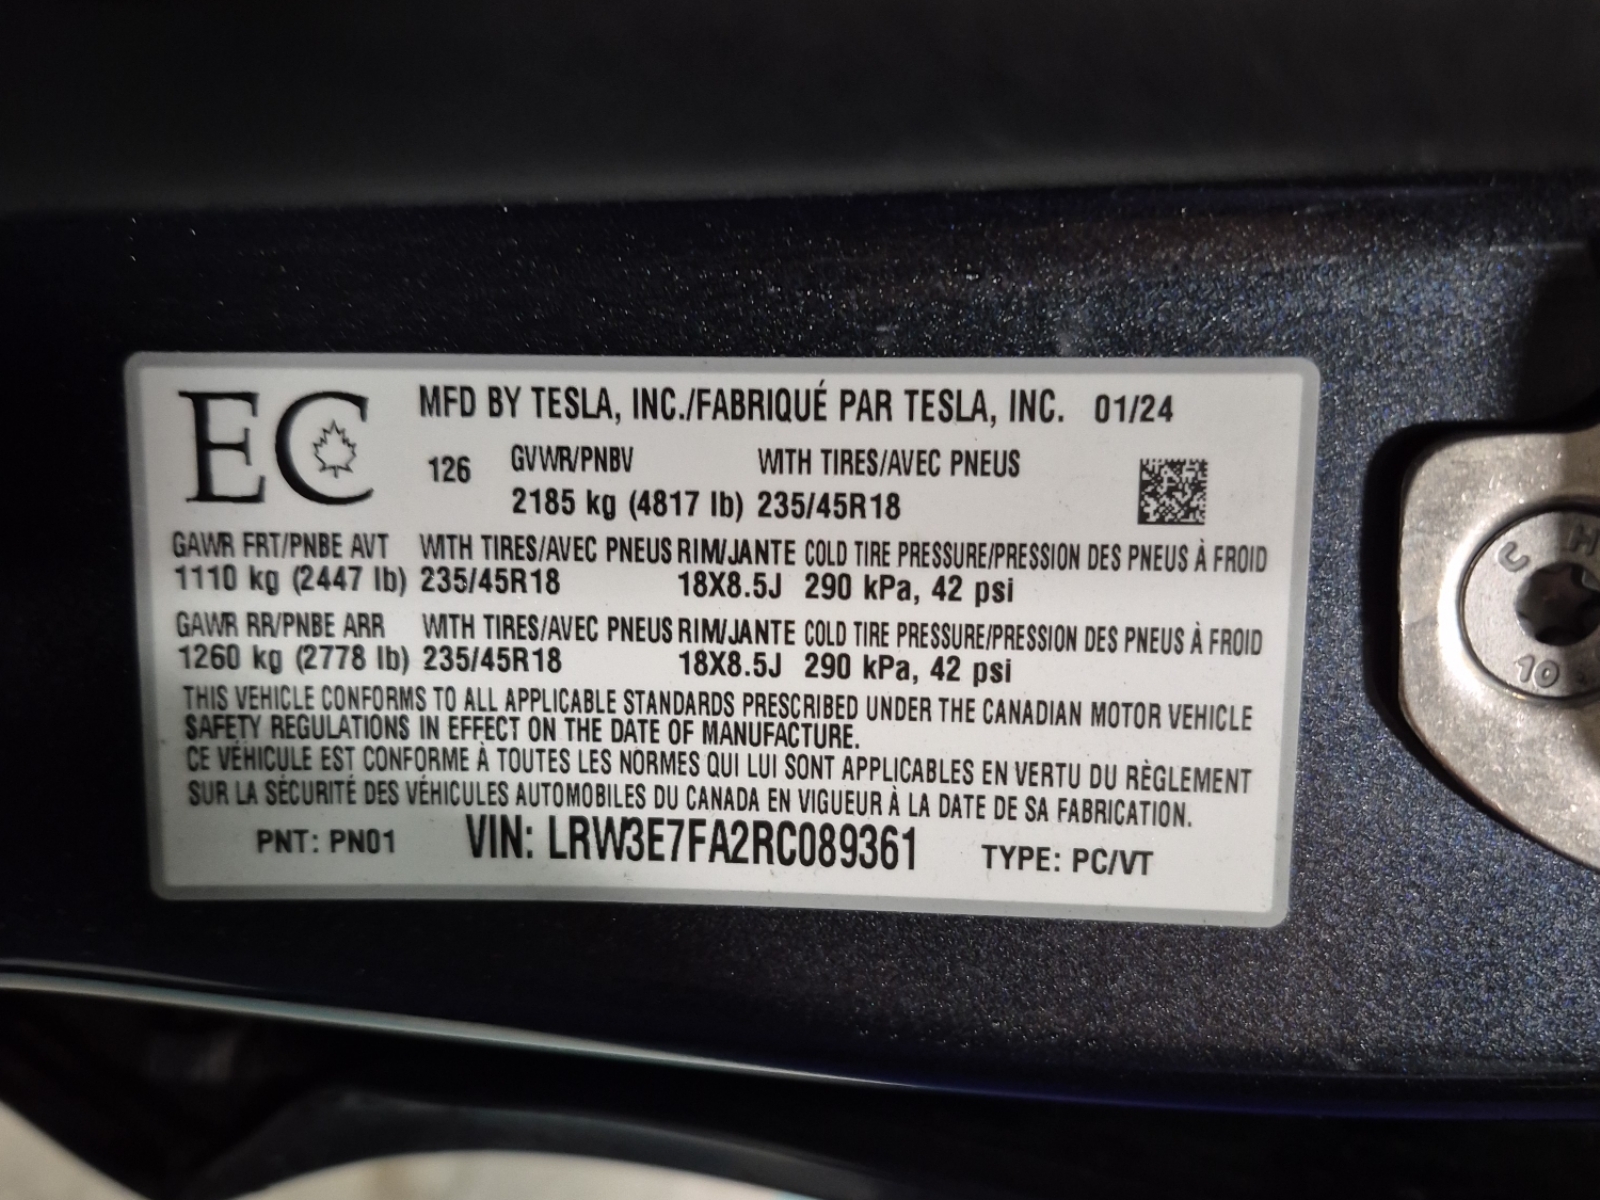 EC
MFD BY TESLA, INC./FABRIQUÉ PAR TESLA, INC. 01/24
126 GVWR/PNBV WITH TIRES/AVEC PNEUS
2185 kg (4817 lb) 235/45R18
GAWR FRT/PNBE AVT WITH TIRES/AVEC PNEUS RIM/JANTE COLD TIRE PRESSURE/PRESSION DES PNEUS À FROID
1110 kg (2447 lb) 235/45R18 18X8.5J 290 kPa, 42 psi
GAWR RR/PNBE ARR WITH TIRES/AVEC PNEUS RIM/JANTE COLD TIRE PRESSURE/PRESSION DES PNEUS À FROID
1260 kg (2778 lb) 235/45R18 18X8.5J 290 kPa, 42 psi
THIS VEHICLE CONFORMS TO ALL APPLICABLE STANDARDS PRESCRIBED UNDER THE CANADIAN MOTOR VEHICLE
SAFETY REGULATIONS IN EFFECT ON THE DATE OF MANUFACTURE.
CE VÉHICULE EST CONFORME À TOUTES LES NORMES QUI LUI SONT APPLICABLES EN VERTU DU RÈGLEMENT
SUR LA SÉCURITÉ DES VÉHICULES AUTOMOBILES DU CANADA EN VIGUEUR À LA DATE DE SA FABRICATION.
PNT: PN01 VIN: LRW3E7FA2RC089361 TYPE: PC/VT
10